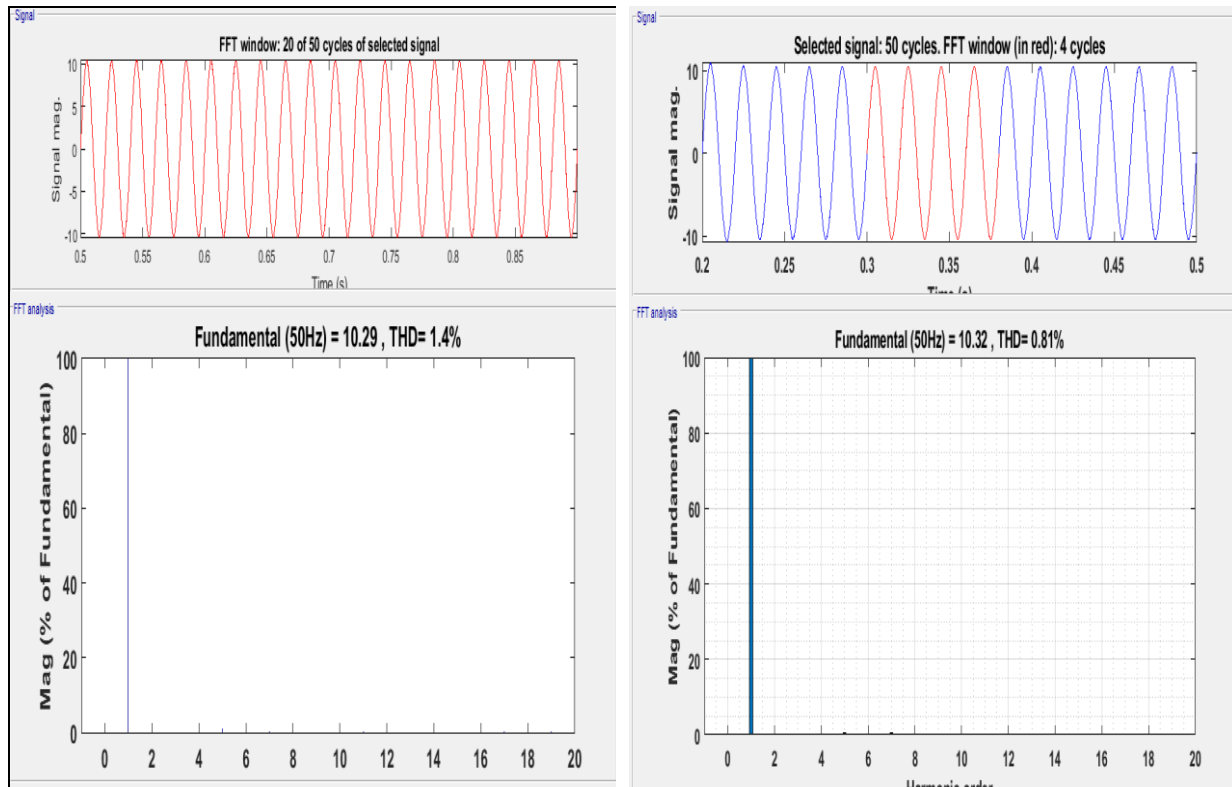 Signal
FFT window: 20 of 50 cycles of selected signal
Signal mag.
10
5
0
-5
-10
0.5 0.55 0.6 0.65 0.7 0.75 0.8 0.85
Time (s)
FFT analysis
Fundamental (50Hz) = 10.29 , THD= 1.4%
Mag (% of Fundamental)
100
80
60
40
20
0
0 2 4 6 8 10 12 14 16 18 20
Signal
Selected signal: 50 cycles. FFT window (in red): 4 cycles
Signal mag.
10
0
-10
0.2 0.25 0.3 0.35 0.4 0.45 0.5
Time (s)
FFT analysis
Fundamental (50Hz) = 10.32 , THD= 0.81%
Mag (% of Fundamental)
100
80
60
40
20
0
0 2 4 6 8 10 12 14 16 18 20
Harmonic order